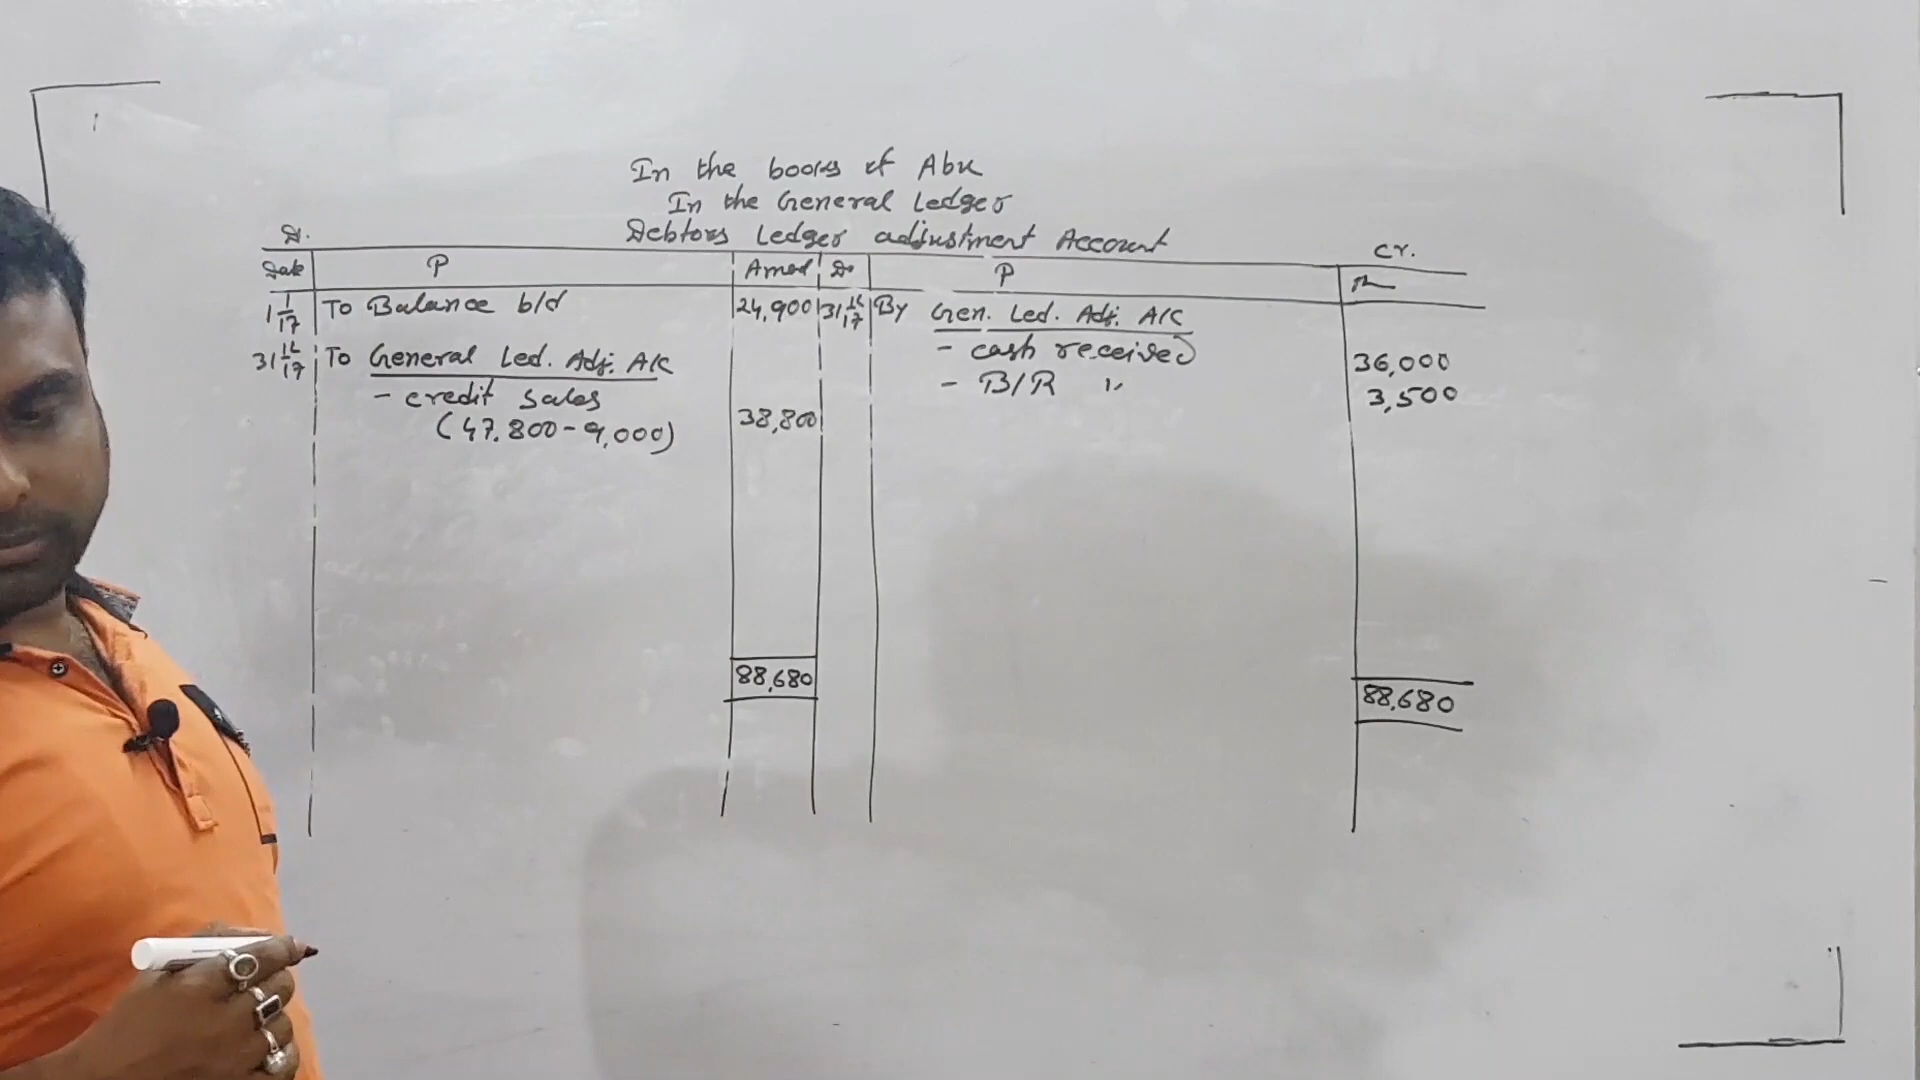 In the books of Abu
In the General Ledger
Debtors Ledger adjustment Account
Dr. Cr.
Date P Amount Dt P
1/1/17 To Balance b/d 24,900 31/12/17 By Gen. Led. Adj. A/C
- cash received 36,000
- B/R ,, 3,500
31/12/17 To General Led. Adj. A/C
- credit sales
(47,800-9,000) 38,800
88,680 88,680